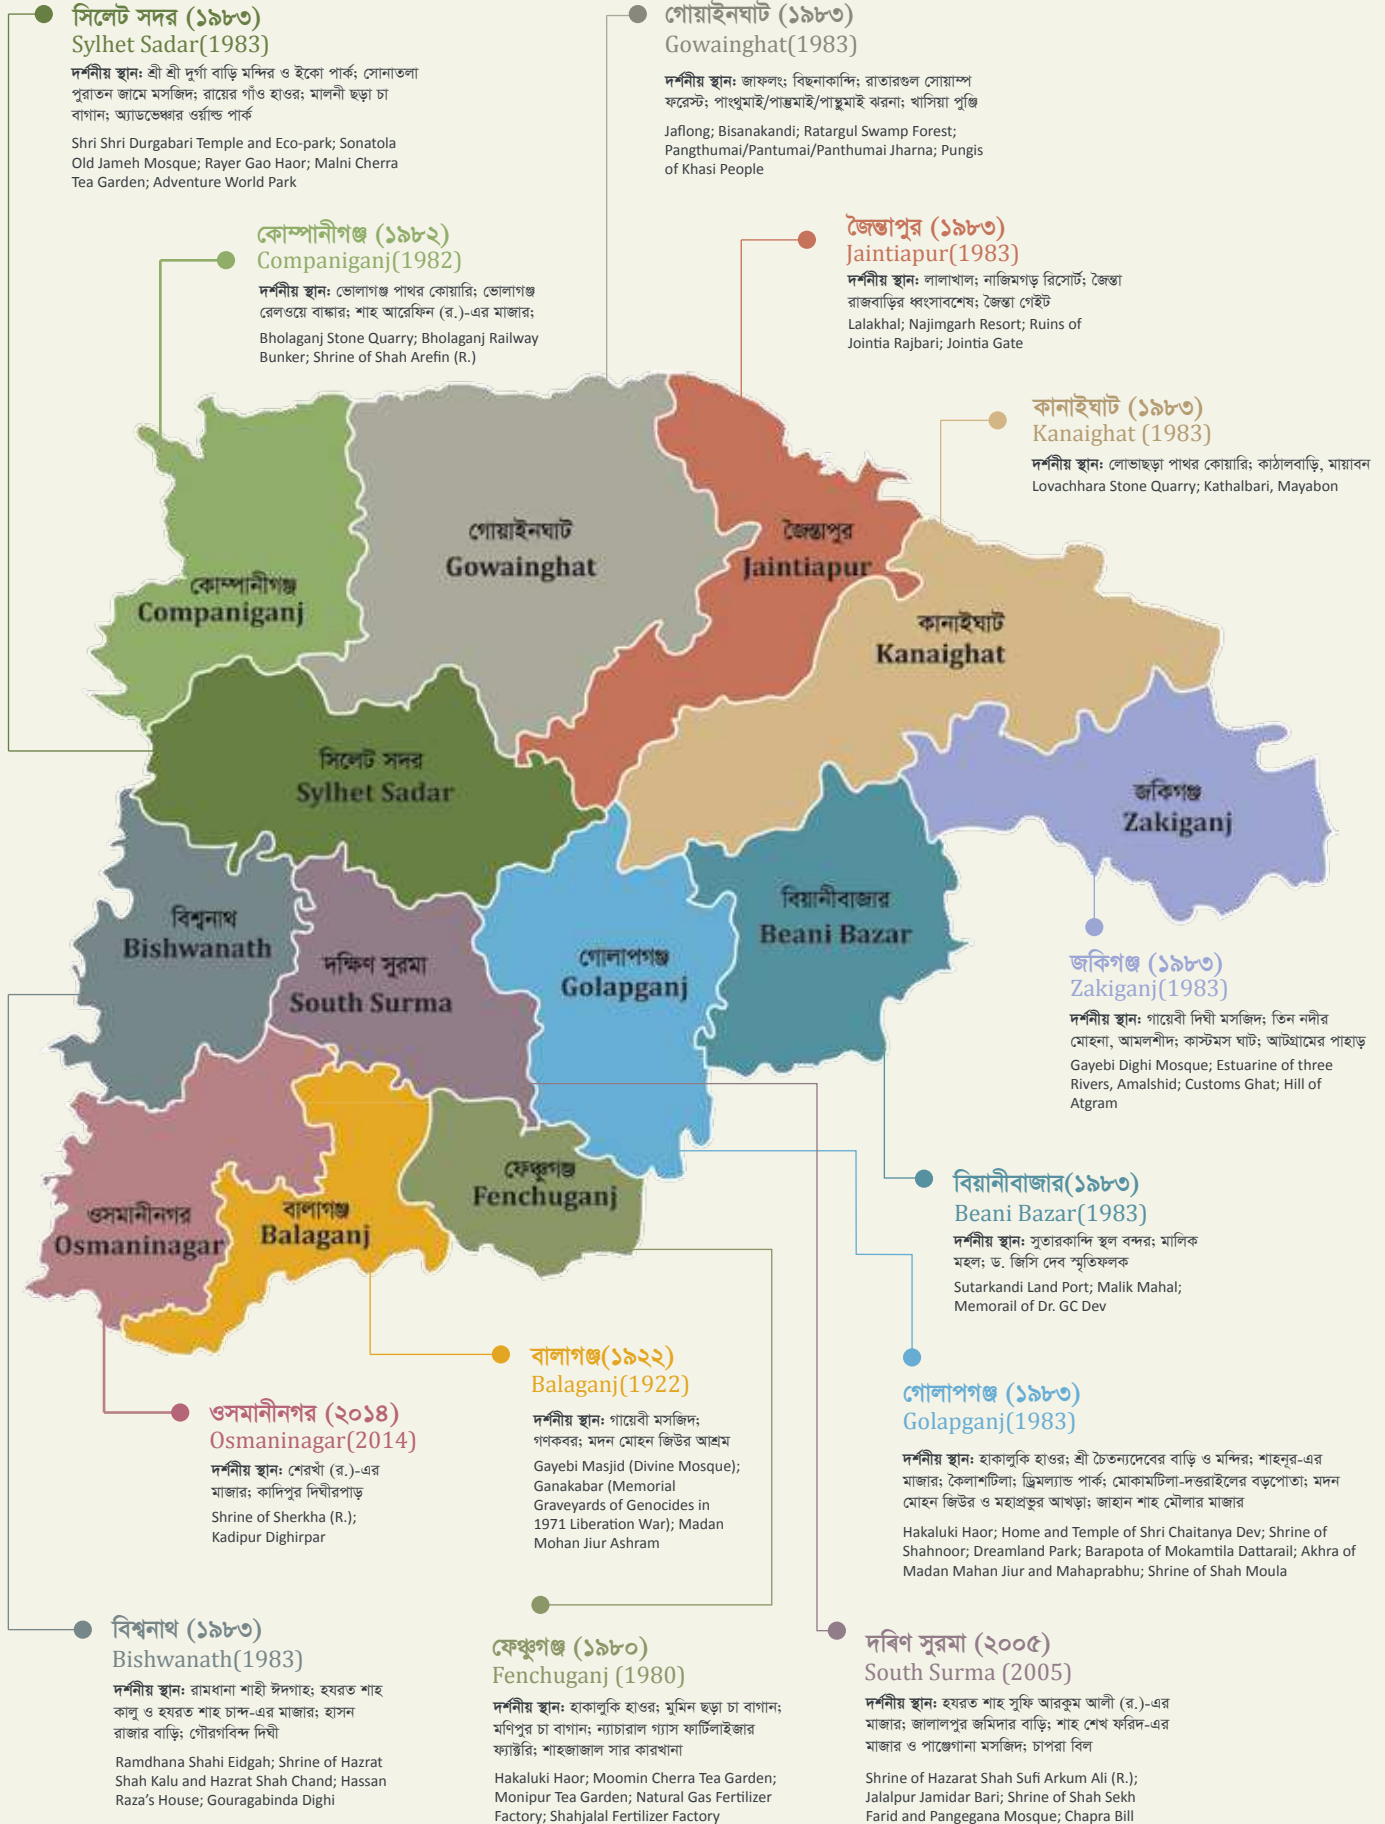 সিলেট সদর (১৯৮৩)
Sylhet Sadar(1983)
দর্শনীয় স্থান: শ্রী শ্রী দুর্গা বাড়ি মন্দির ও ইকো পার্ক; সোনাতলা
পুরাতন জামে মসজিদ; রায়ের গাঁও হাওর; মালনী ছড়া চা
বাগান; অ্যাডভেঞ্চার ওর্য়াল্ড পার্ক
Shri Shri Durgabari Temple and Eco-park; Sonatola
Old Jameh Mosque; Rayer Gao Haor; Malni Cherra
Tea Garden; Adventure World Park
গোয়াইনঘাট (১৯৮৩)
Gowainghat(1983)
দর্শনীয় স্থান: জাফলং; বিছনাকান্দি; রাতারগুল সোয়াম্প
ফরেস্ট; পাংথুমাই/পান্তুমাই/পান্থুমাই ঝরনা; খাসিয়া পুঞ্জি
Jaflong; Bisanakandi; Ratargul Swamp Forest;
Pangthumai/Pantumai/Panthumai Jharna; Pungis
of Khasi People
কোম্পানীগঞ্জ (১৯৮২)
Companiganj(1982)
দর্শনীয় স্থান: ভোলাগঞ্জ পাথর কোয়ারি; ভোলাগঞ্জ
রেলওয়ে বাঙ্কার; শাহ আরেফিন (র.)-এর মাজার;
Bholaganj Stone Quarry; Bholaganj Railway
Bunker; Shrine of Shah Arefin (R.)
জৈন্তাপুর (১৯৮৩)
Jaintiapur(1983)
দর্শনীয় স্থান: লালাখাল; নাজিমগড় রিসোর্ট; জৈন্তা
রাজবাড়ির ধ্বংসাবশেষ; জৈন্তা গেইট
Lalakhal; Najimgarh Resort; Ruins of
Jointia Rajbari; Jointia Gate
কানাইঘাট (১৯৮৩)
Kanaighat (1983)
দর্শনীয় স্থান: লোভাছড়া পাথর কোয়ারি; কাঠালবাড়ি, মায়াবন
Lovachhara Stone Quarry; Kathalbari, Mayabon
গোয়াইনঘাট
Gowainghat
জৈন্তাপুর
Jaintiapur
কোম্পানীগঞ্জ
Companiganj
কানাইঘাট
Kanaighat
সিলেট সদর
Sylhet Sadar
জকিগঞ্জ
Zakiganj
বিশ্বনাথ
Bishwanath
দক্ষিণ সুরমা
South Surma
গোলাপগঞ্জ
Golapganj
বিয়ানীবাজার
Beani Bazar
ওসমানীনগর
Osmaninagar
বালাগঞ্জ
Balaganj
ফেঞ্চুগঞ্জ
Fenchuganj
জকিগঞ্জ (১৯৮৩)
Zakiganj(1983)
দর্শনীয় স্থান: গায়েবী দিঘী মসজিদ; তিন নদীর
মোহনা, আমলশীদ; কাস্টমস ঘাট; আটগ্রামের পাহাড়
Gayebi Dighi Mosque; Estuarine of three
Rivers, Amalshid; Customs Ghat; Hill of
Atgram
বিয়ানীবাজার(১৯৮৩)
Beani Bazar(1983)
দর্শনীয় স্থান: সুতারকান্দি স্থল বন্দর; মালিক
মহল; ড. জিসি দেব স্মৃতিফলক
Sutarkandi Land Port; Malik Mahal;
Memorail of Dr. GC Dev
বালাগঞ্জ(১৯২২)
Balaganj(1922)
দর্শনীয় স্থান: গায়েবী মসজিদ;
গণকবর; মদন মোহন জিউর আশ্রম
Gayebi Masjid (Divine Mosque);
Ganakabar (Memorial
Graveyards of Genocides in
1971 Liberation War); Madan
Mohan Jiur Ashram
ওসমানীনগর (২০১৪)
Osmaninagar(2014)
দর্শনীয় স্থান: শেরখাঁ (র.)-এর
মাজার; কাদিপুর দিঘীরপাড়
Shrine of Sherkha (R.);
Kadipur Dighirpar
গোলাপগঞ্জ (১৯৮৩)
Golapganj(1983)
দর্শনীয় স্থান: হাকালুকি হাওর; শ্রী চৈতন্যদেবের বাড়ি ও মন্দির; শাহনূর-এর
মাজার; কৈলাশটিলা; ড্রিমল্যান্ড পার্ক; মোকামটিলা-দত্তরাইলের বড়পোতা; মদন
মোহন জিউর ও মহাপ্রভুর আখড়া; জাহান শাহ মৌলার মাজার
Hakaluki Haor; Home and Temple of Shri Chaitanya Dev; Shrine of
Shahnoor; Dreamland Park; Barapota of Mokamtila Dattarail; Akhra of
Madan Mahan Jiur and Mahaprabhu; Shrine of Shah Moula
বিশ্বনাথ (১৯৮৩)
Bishwanath(1983)
দর্শনীয় স্থান: রামধানা শাহী ঈদগাহ; হযরত শাহ
কালু ও হযরত শাহ চান্দ-এর মাজার; হাসন
রাজার বাড়ি; গৌরগবিন্দ দিঘী
Ramdhana Shahi Eidgah; Shrine of Hazrat
Shah Kalu and Hazrat Shah Chand; Hassan
Raza's House; Gouragabinda Dighi
ফেঞ্চুগঞ্জ (১৯৮০)
Fenchuganj (1980)
দর্শনীয় স্থান: হাকালুকি হাওর; মুমিন ছড়া চা বাগান;
মণিপুর চা বাগান; ন্যাচারাল গ্যাস ফার্টিলাইজার
ফ্যাক্টরি; শাহজাজাল সার কারখানা
Hakaluki Haor; Moomin Cherra Tea Garden;
Monipur Tea Garden; Natural Gas Fertilizer
Factory; Shahjalal Fertilizer Factory
দৰিণ সুরমা (২০০৫)
South Surma (2005)
দর্শনীয় স্থান: হযরত শাহ সুফি আরকুম আলী (র.)-এর
মাজার; জালালপুর জমিদার বাড়ি; শাহ শেখ ফরিদ-এর
মাজার ও পাঞ্জেগানা মসজিদ; চাপরা বিল
Shrine of Hazarat Shah Sufi Arkum Ali (R.);
Jalalpur Jamidar Bari; Shrine of Shah Sekh
Farid and Pangegana Mosque; Chapra Bill